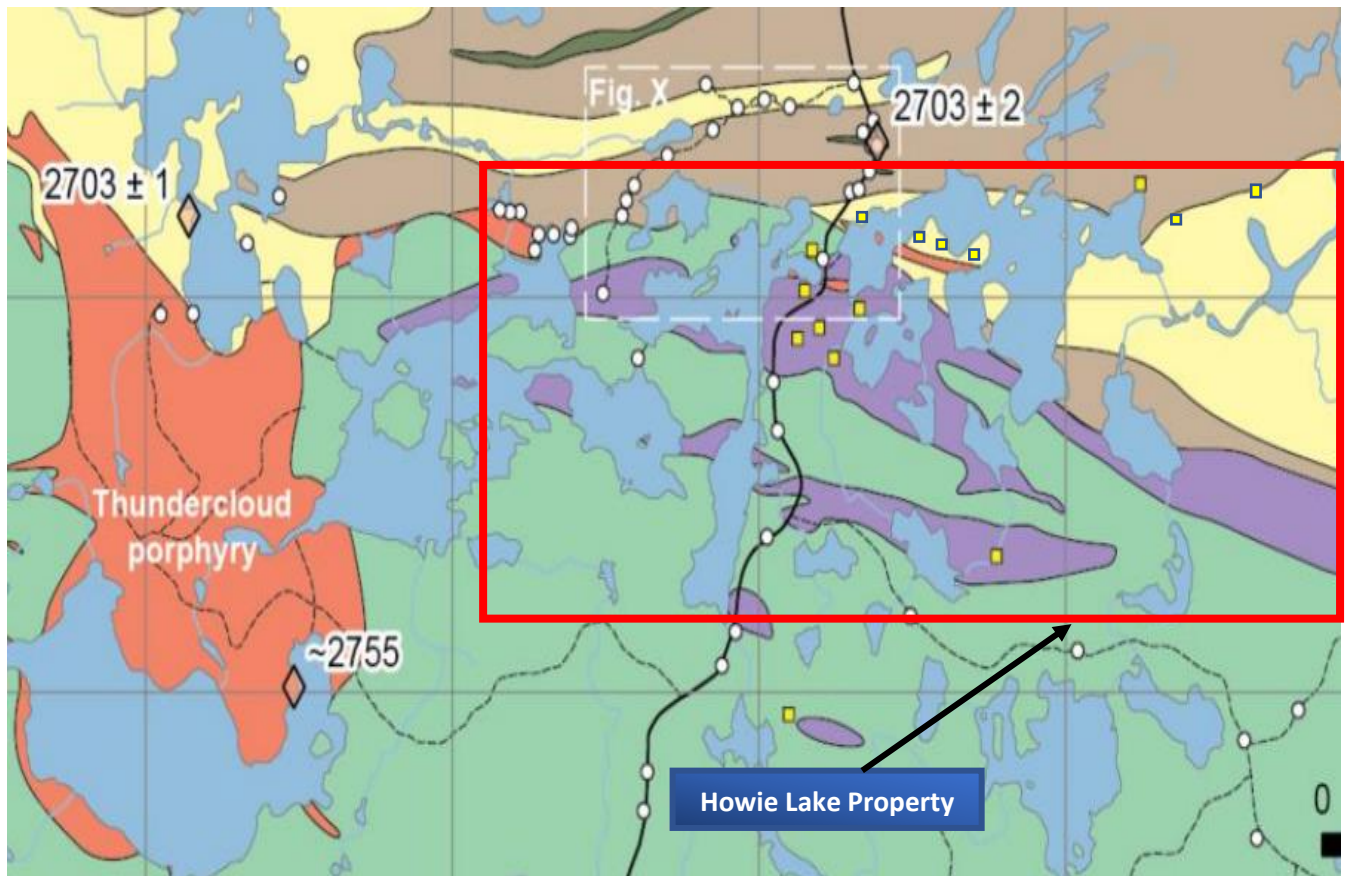 Fig. X
2703 ± 2
2703 ± 1
Thundercloud
porphyry
~2755
Howie Lake Property
0